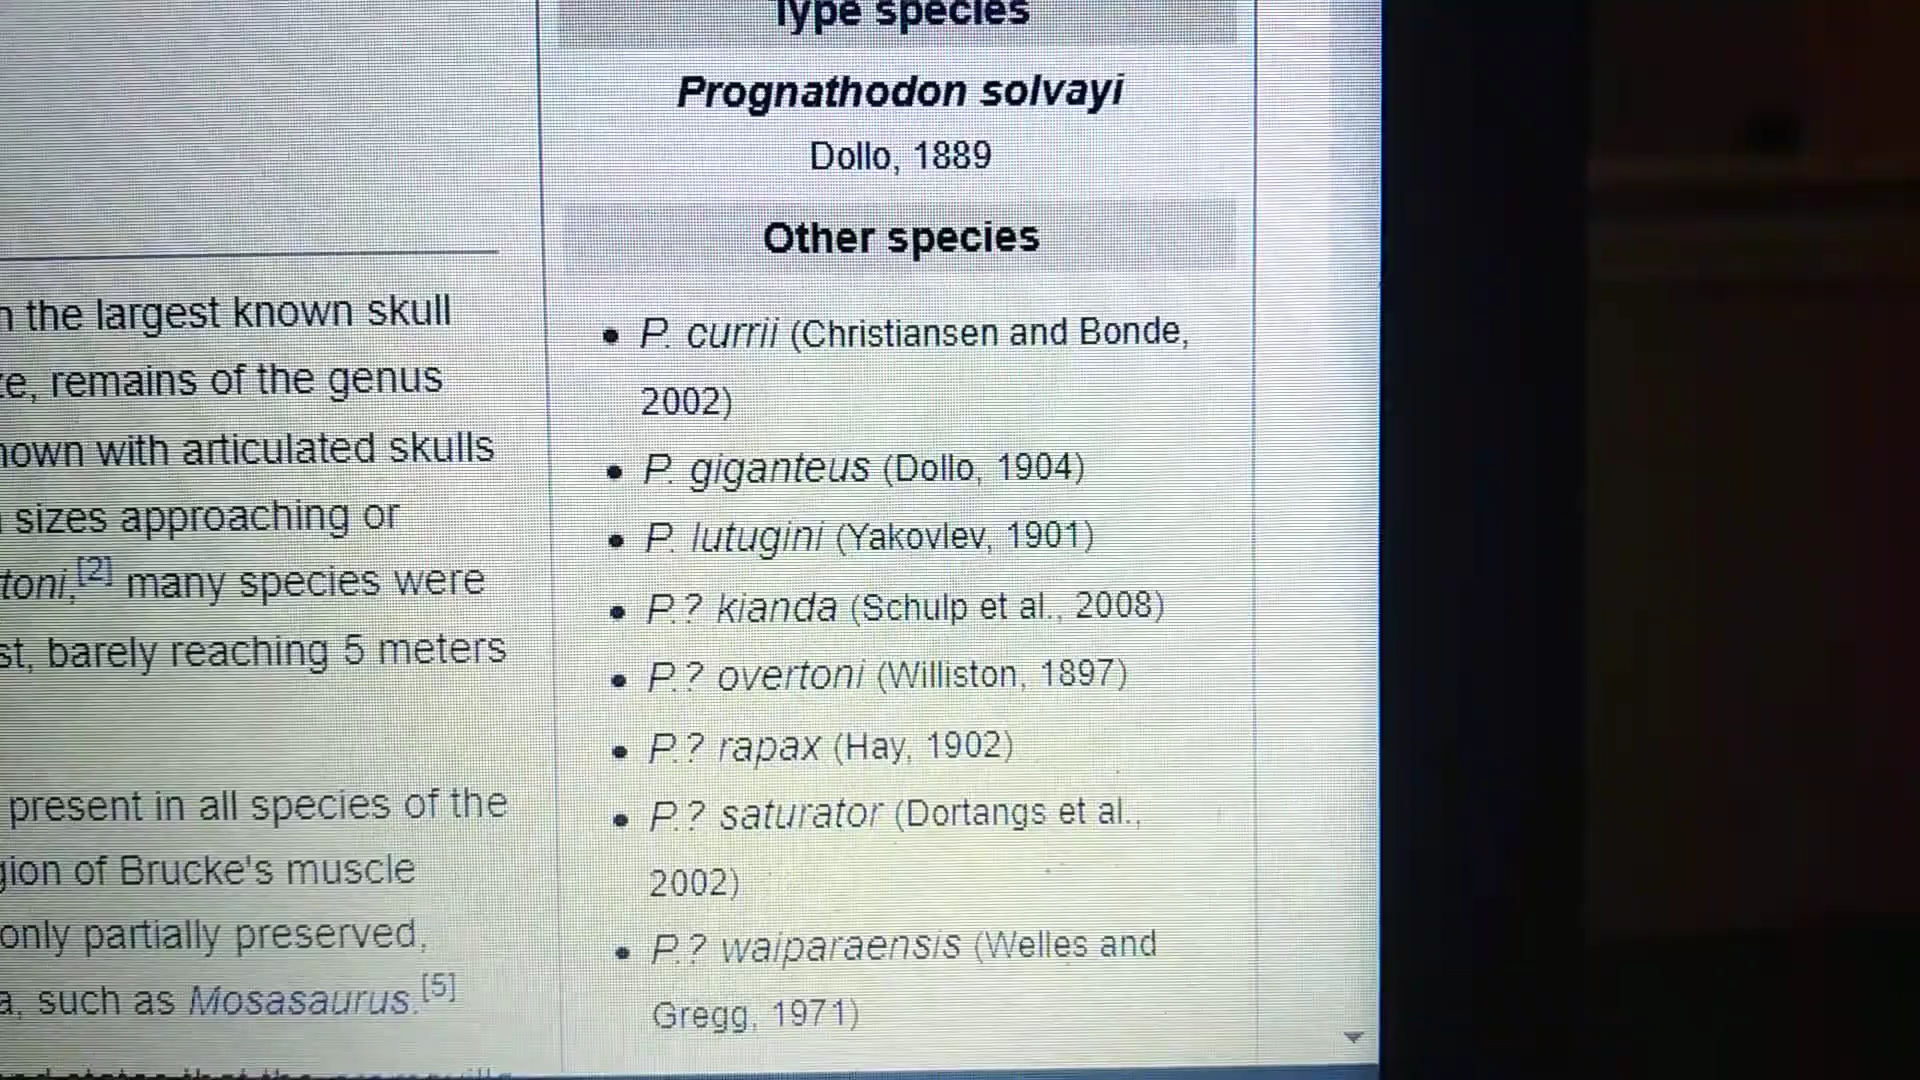 Type species
Prognathodon solvayi
Dollo, 1889
Other species
• P. currii (Christiansen and Bonde,
2002)
• P. giganteus (Dollo, 1904)
• P. lutugini (Yakovlev, 1901)
• P.? kianda (Schulp et al., 2008)
• P.? overtoni (Williston, 1897)
• P.? rapax (Hay, 1902)
• P.? saturator (Dortangs et al.,
2002)
• P.? waiparaensis (Welles and
Gregg, 1971)
the largest known skull
remains of the genus
with articulated skulls
sizes approaching or
toni,[2] many species were
st, barely reaching 5 meters
present in all species of the
gion of Brucke's muscle
only partially preserved,
a, such as Mosasaurus.[5]